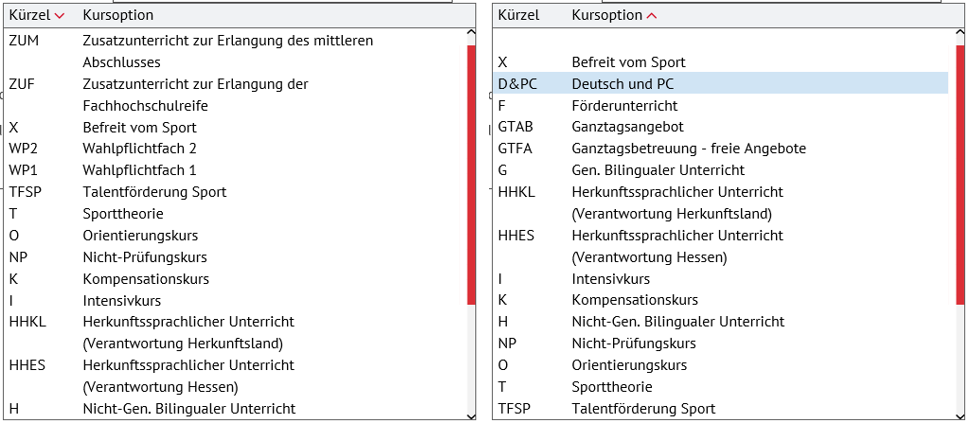 Kürzel Kursoption
ZUM Zusatzunterricht zur Erlangung des mittleren
Abschlusses
ZUF Zusatzunterricht zur Erlangung der
Fachhochschulreife
X Befreit vom Sport
WP2 Wahlpflichtfach 2
WP1 Wahlpflichtfach 1
TFSP Talentförderung Sport
T Sporttheorie
O Orientierungskurs
NP Nicht-Prüfungskurs
K Kompensationskurs
I Intensivkurs
HHKL Herkunftssprachlicher Unterricht
(Verantwortung Herkunftsland)
HHES Herkunftssprachlicher Unterricht
(Verantwortung Hessen)
H Nicht-Gen. Bilingualer Unterricht
Kürzel Kursoption
X Befreit vom Sport
D&PC Deutsch und PC
F Förderunterricht
GTAB Ganztagsangebot
GTFA Ganztagsbetreuung - freie Angebote
G Gen. Bilingualer Unterricht
HHKL Herkunftssprachlicher Unterricht
(Verantwortung Herkunftsland)
HHES Herkunftssprachlicher Unterricht
(Verantwortung Hessen)
I Intensivkurs
K Kompensationskurs
H Nicht-Gen. Bilingualer Unterricht
NP Nicht-Prüfungskurs
O Orientierungskurs
T Sporttheorie
TFSP Talentförderung Sport